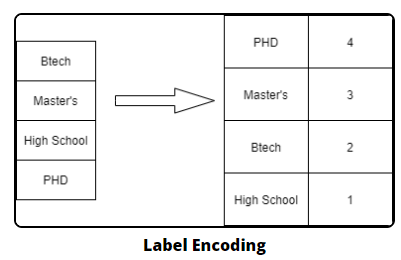 Btech
Master's
High School
PHD
PHD 4
Master's 3
Btech 2
High School 1
Label Encoding